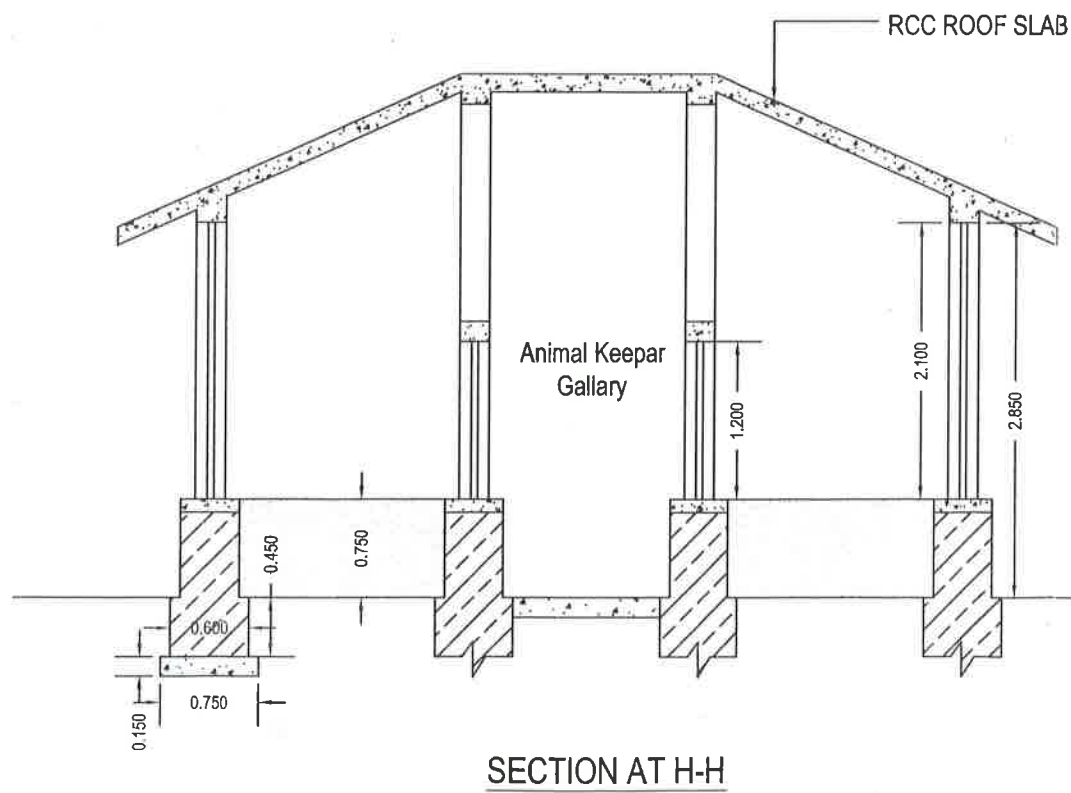 RCC ROOF SLAB
Animal Keepar
Gallary
2.100
2.850
1.200
0.450
0.750
0.600
0.750
0.150
SECTION AT H-H